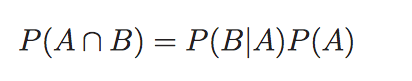 P(A ∩ B) = P(B|A)P(A)